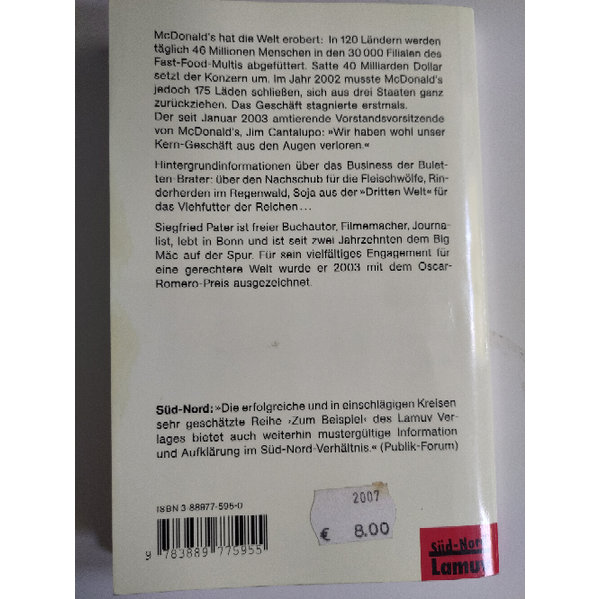 McDonald's hat die Welt erobert: In 120 Ländern werden
täglich 46 Millionen Menschen in den 30 000 Filialen des
Fast-Food-Multis abgefüttert. Satte 40 Milliarden Dollar
setzt der Konzern um. Im Jahr 2002 musste McDonald's
jedoch 175 Läden schließen, sich aus drei Staaten ganz
zurückziehen. Das Geschäft stagnierte erstmals.
Der seit Januar 2003 amtierende Vorstandsvorsitzende
von McDonald's, Jim Cantalupo: »Wir haben wohl unser
Kern-Geschäft aus den Augen verloren.«
Hintergrundinformationen über das Business der Bulet-
ten-Brater: über den Nachschub für die Fleischwölfe, Rin-
derherden im Regenwald, Soja aus der »Dritten Welt« für
das Viehfutter der Reichen ...
Siegfried Pater ist freier Buchautor, Filmemacher, Journa-
list, lebt in Bonn und ist seit zwei Jahrzehnten dem Big
Mäc auf der Spur. Für sein vielfältiges Engagement für
eine gerechtere Welt wurde er 2003 mit dem Oscar-
Romero-Preis ausgezeichnet.
Süd-Nord: »Die erfolgreiche und in einschlägigen Kreisen
sehr geschätzte Reihe ›Zum Beispiel‹ des Lamuv Ver-
lages bietet auch weiterhin mustergültige Information
und Aufklärung im Süd-Nord-Verhältnis.« (Publik-Forum)
ISBN 3-88977-595-0
9 783889 775955
2007
€ 8.00
Süd-Nord
Lamuv